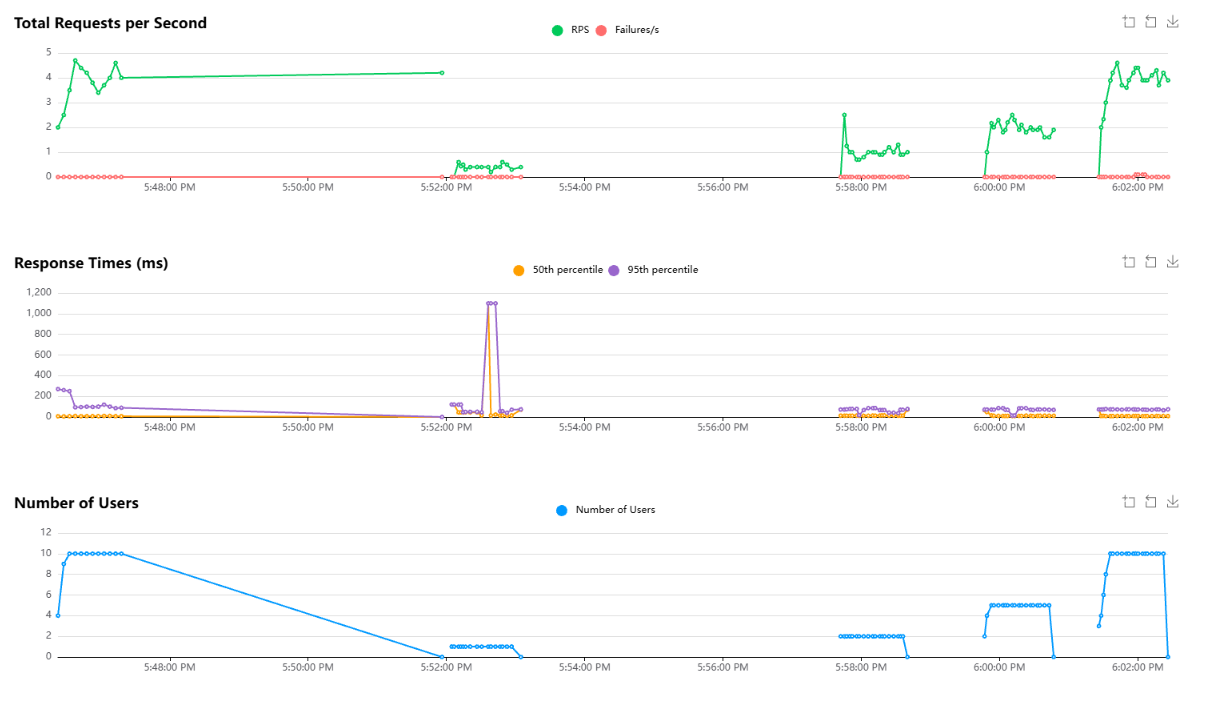 Total Requests per Second
RPS Failures/s
5
4
3
2
1
0
5:48:00 PM 5:50:00 PM 5:52:00 PM 5:54:00 PM 5:56:00 PM 5:58:00 PM 6:00:00 PM 6:02:00 PM
Response Times (ms)
50th percentile 95th percentile
1,200
1,000
800
600
400
200
0
5:48:00 PM 5:50:00 PM 5:52:00 PM 5:54:00 PM 5:56:00 PM 5:58:00 PM 6:00:00 PM 6:02:00 PM
Number of Users
Number of Users
12
10
8
6
4
2
0
5:48:00 PM 5:50:00 PM 5:52:00 PM 5:54:00 PM 5:56:00 PM 5:58:00 PM 6:00:00 PM 6:02:00 PM